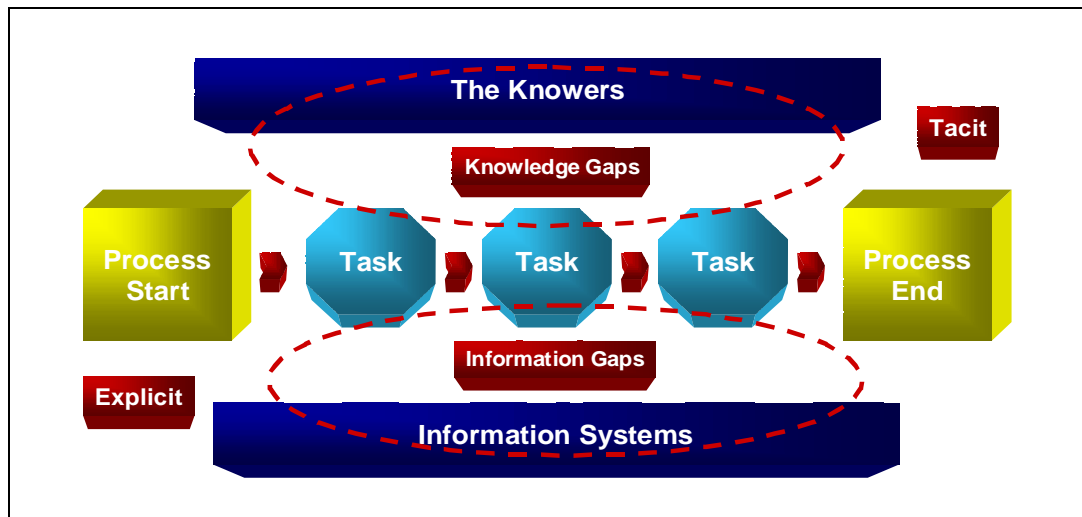 The Knowers
Tacit
Knowledge Gaps
Process
Start
Task
Task
Task
Process
End
Information Gaps
Explicit
Information Systems